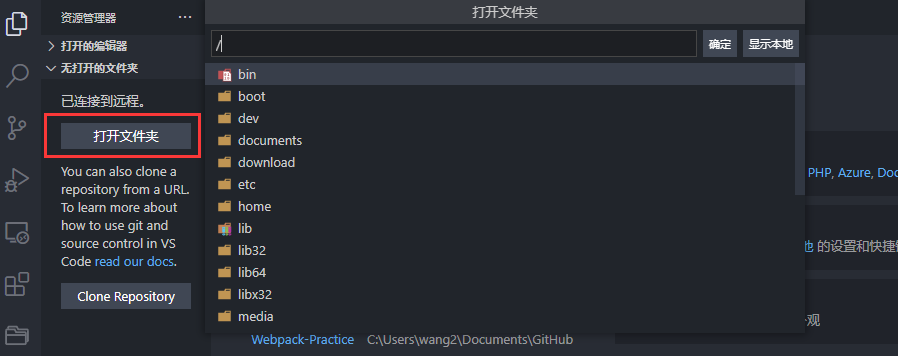 资源管理器
打开的编辑器
无打开的文件夹
已连接到远程。
打开文件夹
You can also clone a
repository from a URL.
To learn more about
how to use git and
source control in VS
Code read our docs.
Clone Repository
打开文件夹
/
确定
显示本地
bin
boot
dev
documents
download
etc
home
lib
lib32
lib64
libx32
media
PHP, Azure, Doc
的设置和快捷
观
Webpack-Practice C:\Users\wang2\Documents\GitHub